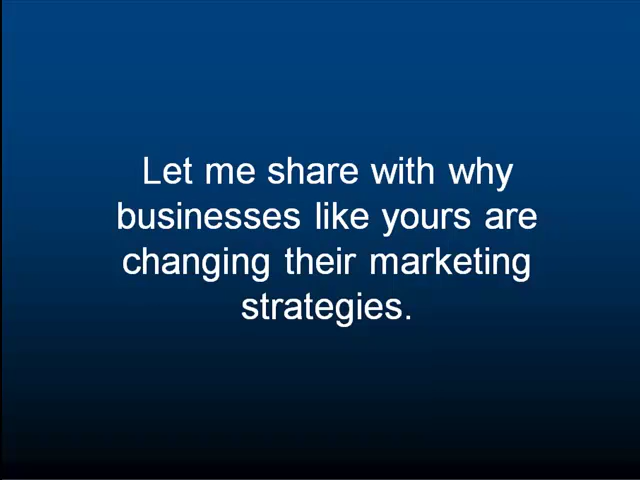 Let me share with why
businesses like yours are
changing their marketing
strategies.